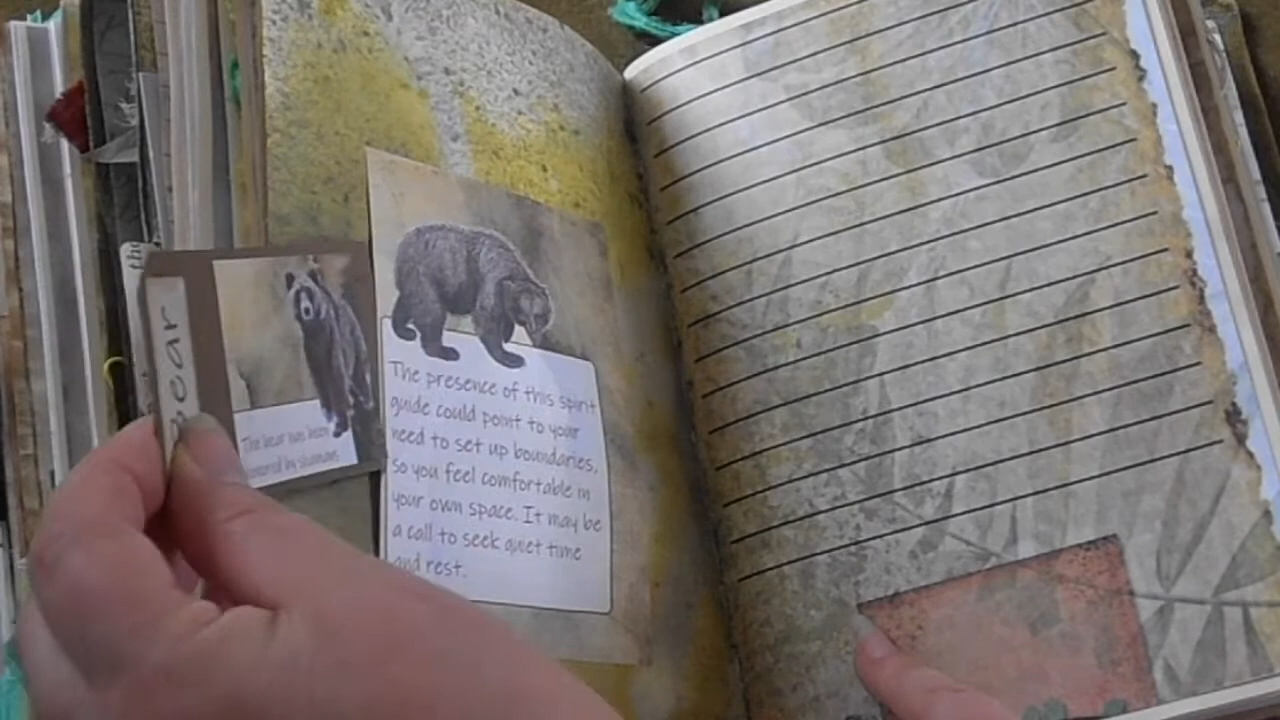 the
bear
The bear has been
honored by shamans
The presence of this spirit
guide could point to your
need to set up boundaries,
so you feel comfortable in
your own space. It may be
a call to seek quiet time
and rest.